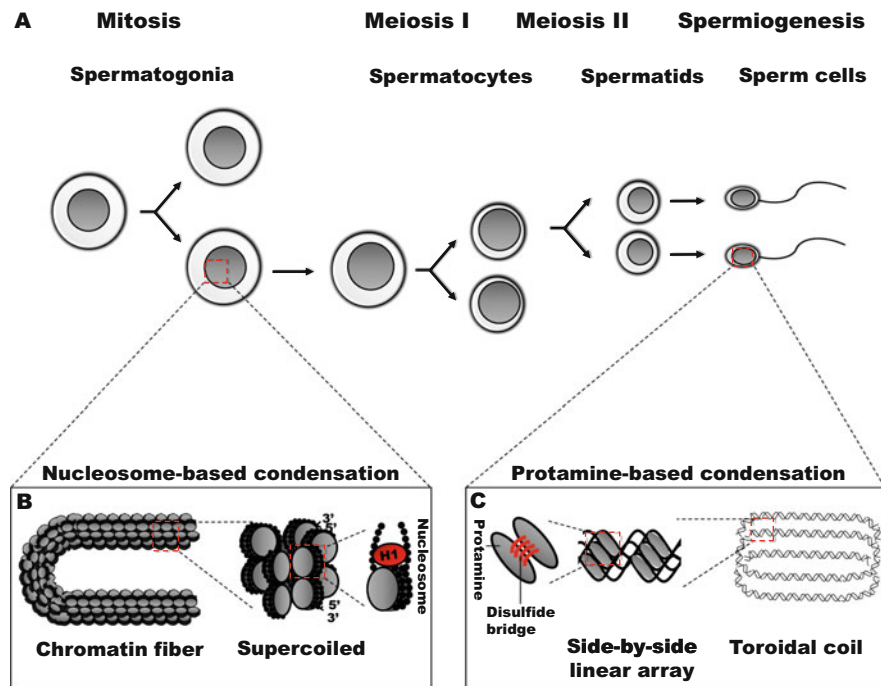 A
Mitosis
Meiosis I
Meiosis II
Spermiogenesis
Spermatogonia
Spermatocytes
Spermatids
Sperm cells
Nucleosome-based condensation
Protamine-based condensation
B
3'
5'
H1
Nucleosome
5'
3'
Chromatin fiber
Supercoiled
C
Protamine
Disulfide
bridge
Side-by-side
linear array
Toroidal coil